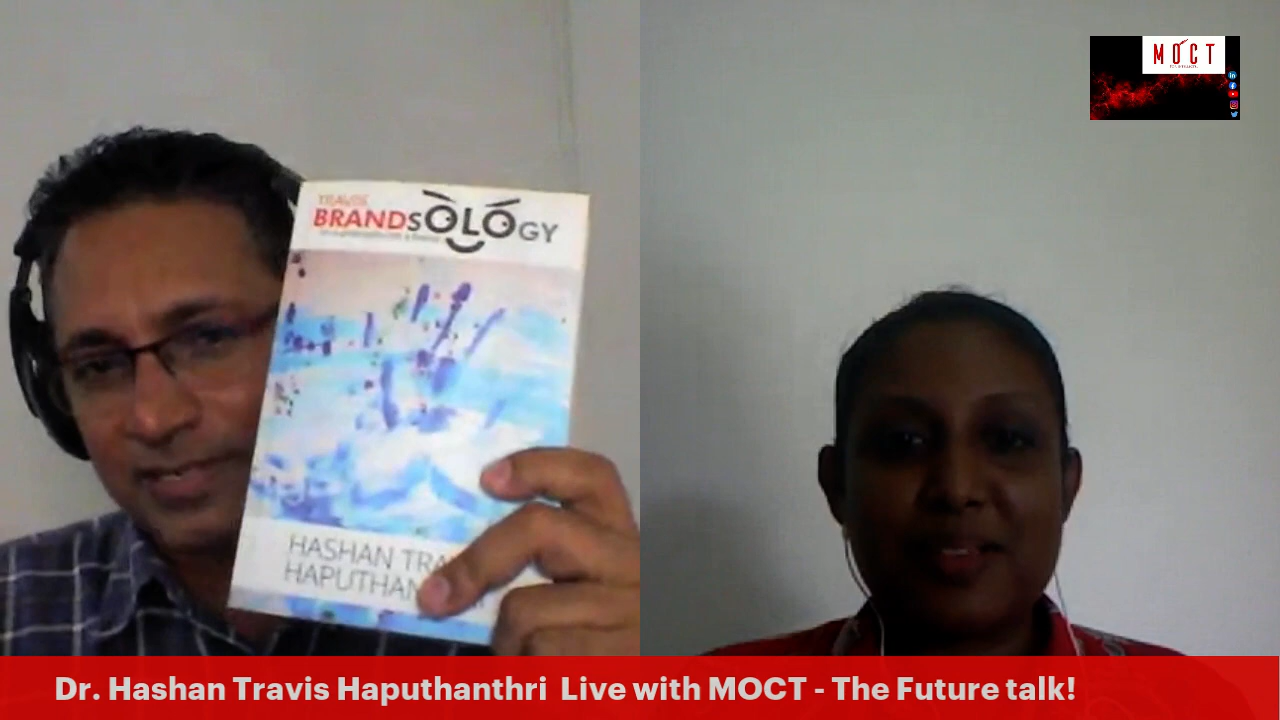 TRAVIS
BRANDSOLOGY
HASHAN TRA
HAPUTHAN
MOCT
Dr. Hashan Travis Haputhanthri Live with MOCT - The Future talk!